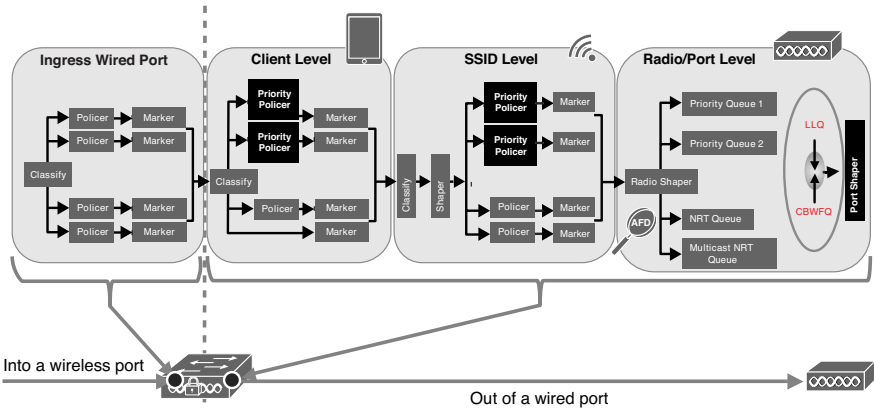 Ingress Wired Port
Classify
Policer
Marker
Policer
Marker
Policer
Marker
Policer
Marker
Client Level
Classify
Priority
Policer
Marker
Priority
Policer
Marker
Policer
Marker
Marker
SSID Level
Classify
Shaper
Priority
Policer
Marker
Priority
Policer
Marker
Policer
Marker
Policer
Marker
Radio/Port Level
Radio Shaper
AFD
Priority Queue 1
Priority Queue 2
NRT Queue
Multicast NRT
Queue
LLQ
CBWFQ
Port Shaper
Into a wireless port
Out of a wired port